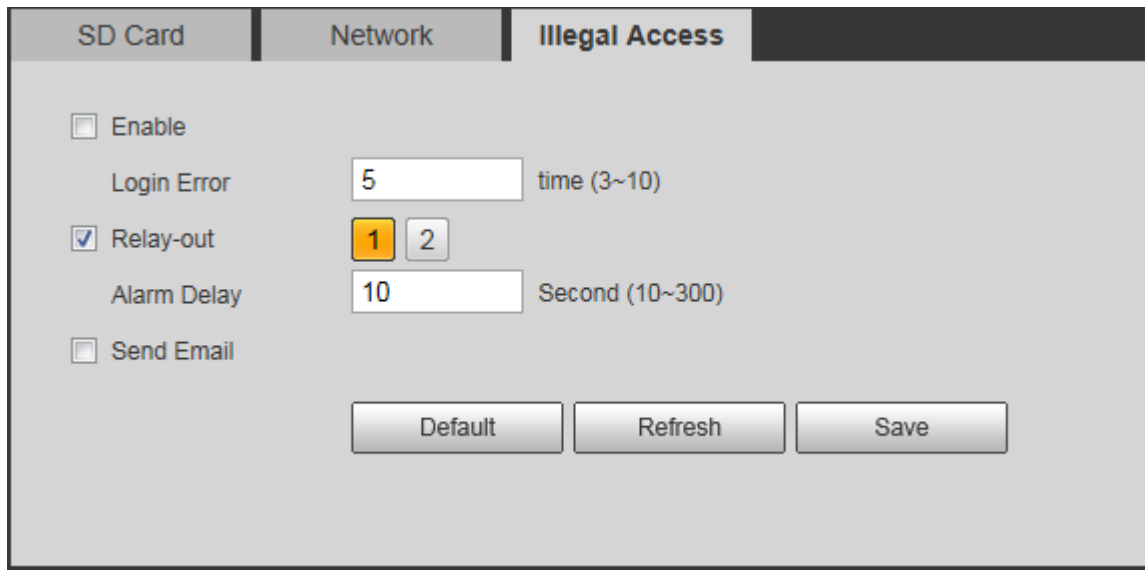 SD Card Network Illegal Access
Enable
Login Error 5 time (3~10)
Relay-out 1 2
Alarm Delay 10 Second (10~300)
Send Email
Default Refresh Save